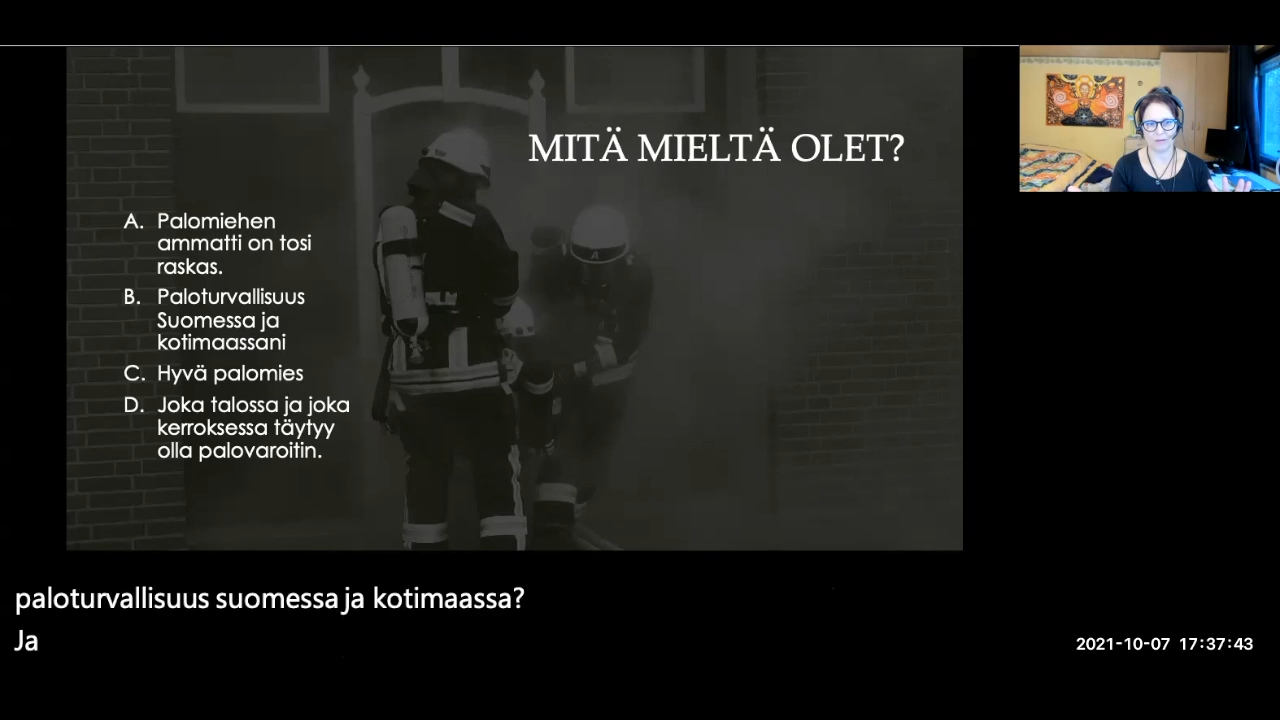 MITÄ MIELTÄ OLET?
A. Palomiehen
ammatti on tosi
raskas.
B. Paloturvallisuus
Suomessa ja
kotimaassani
C. Hyvä palomies
D. Joka talossa ja joka
kerroksessa täytyy
olla palovaroitin.
paloturvallisuus suomessa ja kotimaassa?
Ja
2021-10-07 17:37:43